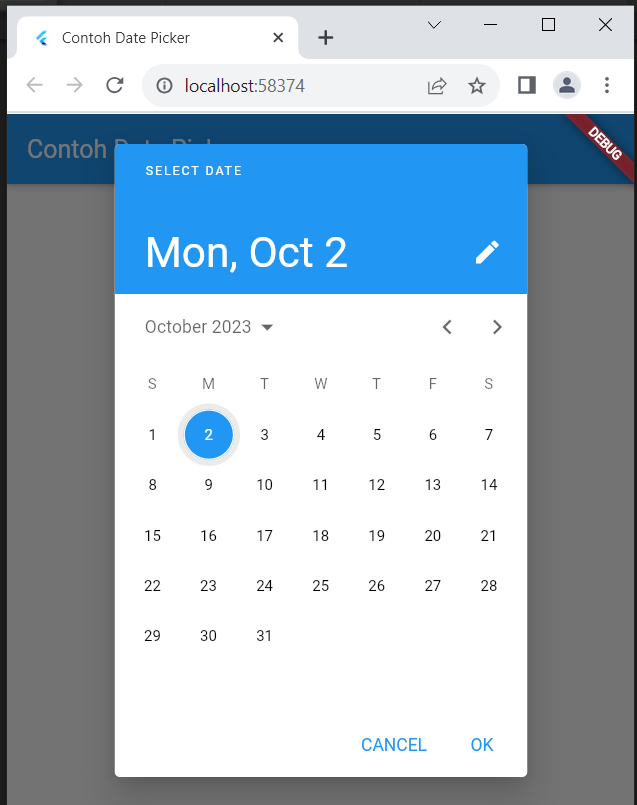 Contoh Date Picker
localhost:58374
Contoh
DEBUG
SELECT DATE
Mon, Oct 2
October 2023
S M T W T F S
1 2 3 4 5 6 7
8 9 10 11 12 13 14
15 16 17 18 19 20 21
22 23 24 25 26 27 28
29 30 31
CANCEL OK